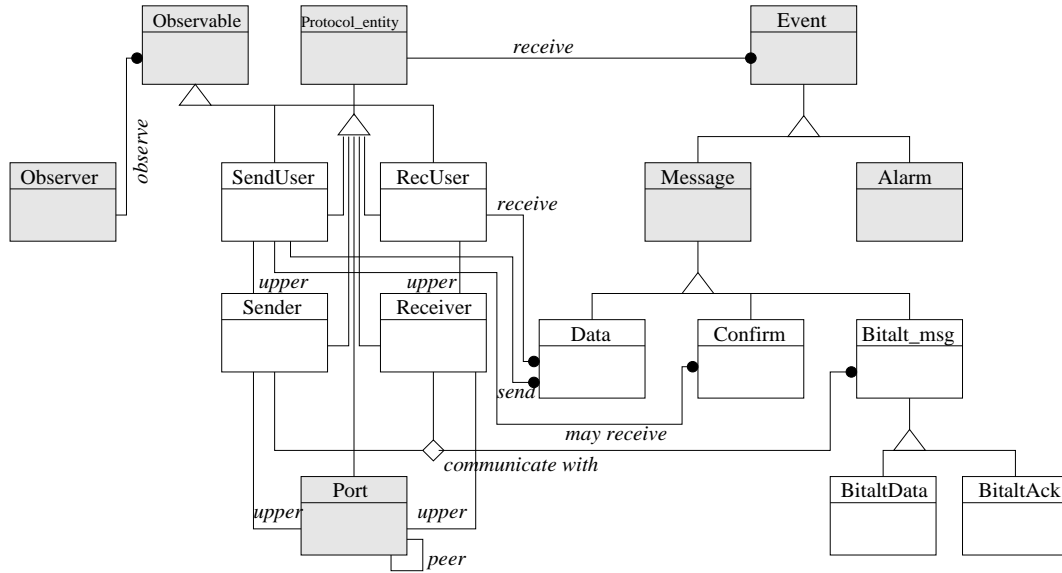 Observable
Protocol_entity
Event
receive
observe
Observer
SendUser
RecUser
Message
Alarm
receive
upper
upper
Sender
Receiver
Data
Confirm
Bitalt_msg
send
may receive
communicate with
Port
BitaltData
BitaltAck
upper
upper
peer